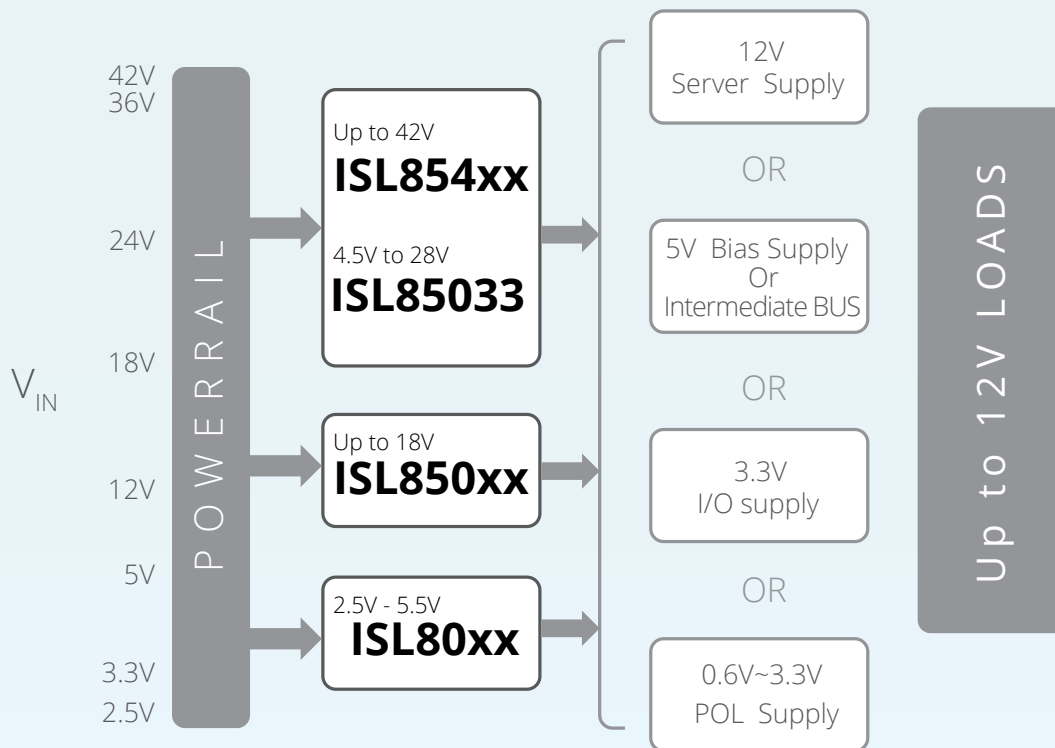 V IN
42V
36V
24V
18V
12V
5V
3.3V
2.5V
POWERRAIL
Up to 42V
ISL854xx
4.5V to 28V
ISL85033
Up to 18V
ISL850xx
2.5V - 5.5V
ISL80xx
12V
Server Supply
OR
5V Bias Supply
Or
Intermediate BUS
OR
3.3V
I/O supply
OR
0.6V~3.3V
POL Supply
Up to 12V LOADS